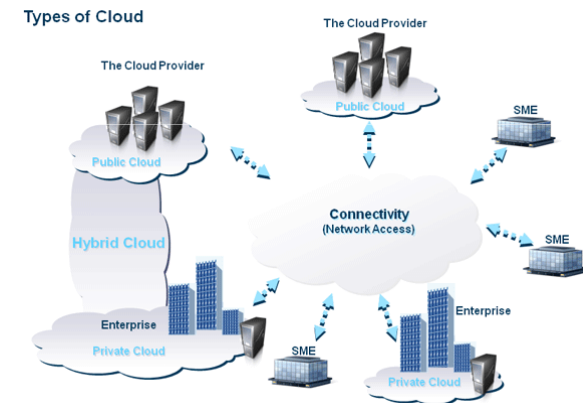 Types of Cloud
The Cloud Provider
The Cloud Provider
Public Cloud
SME
Public Cloud
Connectivity
(Network Access)
SME
Hybrid Cloud
Enterprise
Enterprise
Private Cloud
SME
Private Cloud